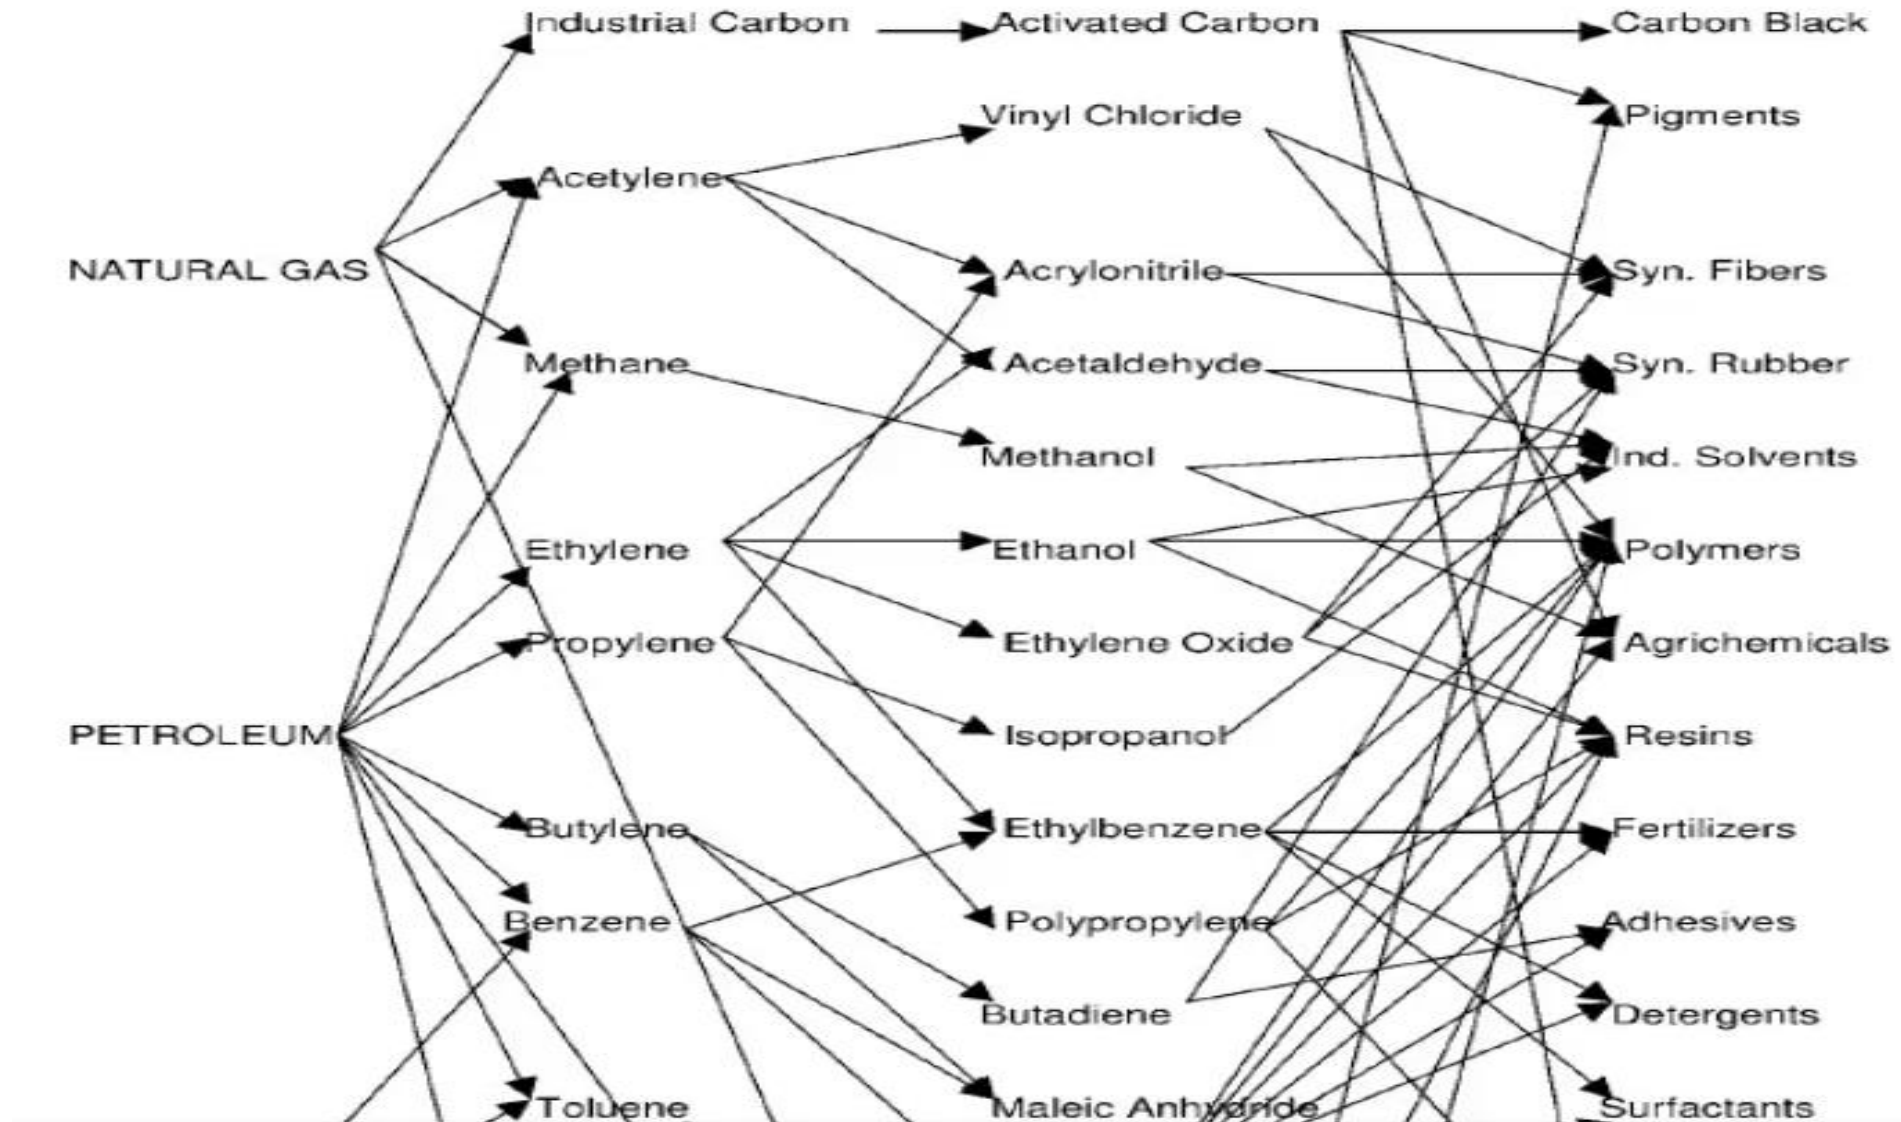 Industrial Carbon
Activated Carbon
Carbon Black
Vinyl Chloride
Pigments
Acetylene
NATURAL GAS
Acrylonitrile
Syn. Fibers
Methane
Acetaldehyde
Syn. Rubber
Methanol
Ind. Solvents
Ethylene
Ethanol
Polymers
Propylene
Ethylene Oxide
Agrichemicals
PETROLEUM
Isopropanol
Resins
Butylene
Ethylbenzene
Fertilizers
Benzene
Polypropylene
Adhesives
Butadiene
Detergents
Toluene
Maleic Anhydride
Surfactants